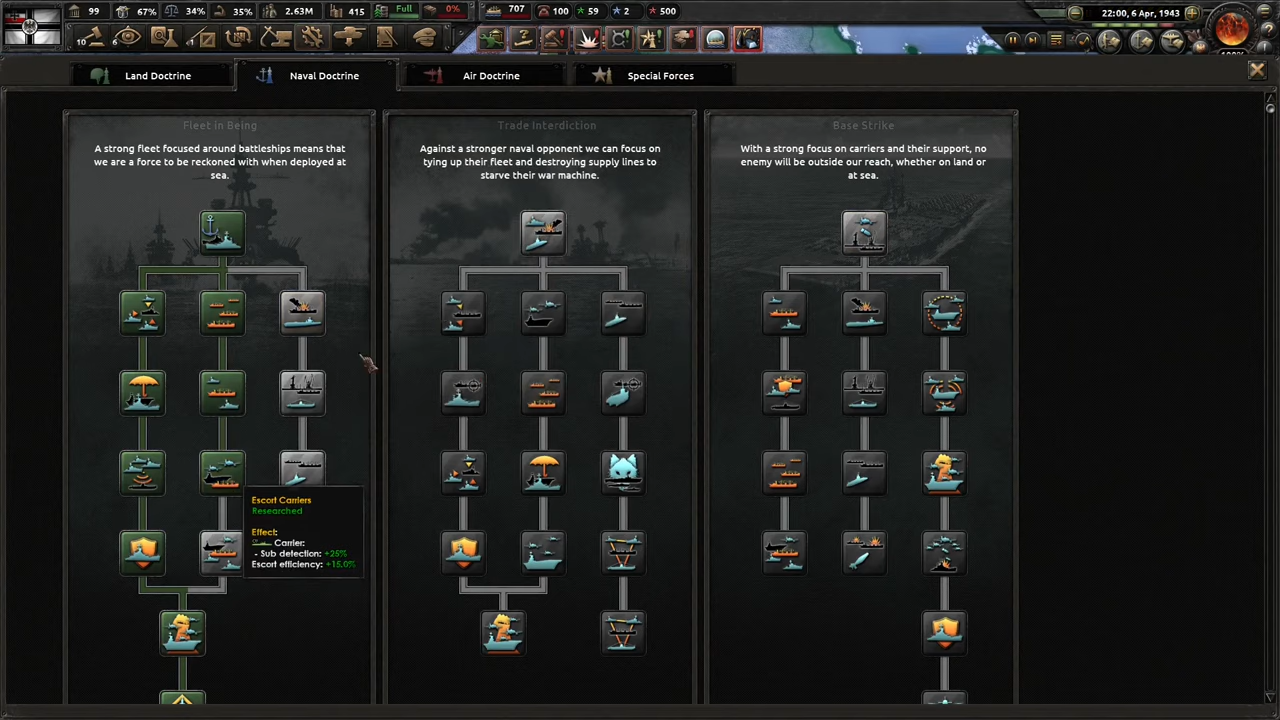 99
67%
34%
35%
2.63M
415
Full
0%
707
100
59
2
500
22:00, 6 Apr, 1943
10
6
1
100%
Land Doctrine
Naval Doctrine
Air Doctrine
Special Forces
Fleet in Being
A strong fleet focused around battleships means that
we are a force to be reckoned with when deployed at
sea.
Trade Interdiction
Against a stronger naval opponent we can focus on
tying up their fleet and destroying supply lines to
starve their war machine.
Base Strike
With a strong focus on carriers and their support, no
enemy will be outside our reach, whether on land or
at sea.
Escort Carriers
Researched
Effect:
Carrier:
- Sub detection: +25%
Escort efficiency: +15.0%